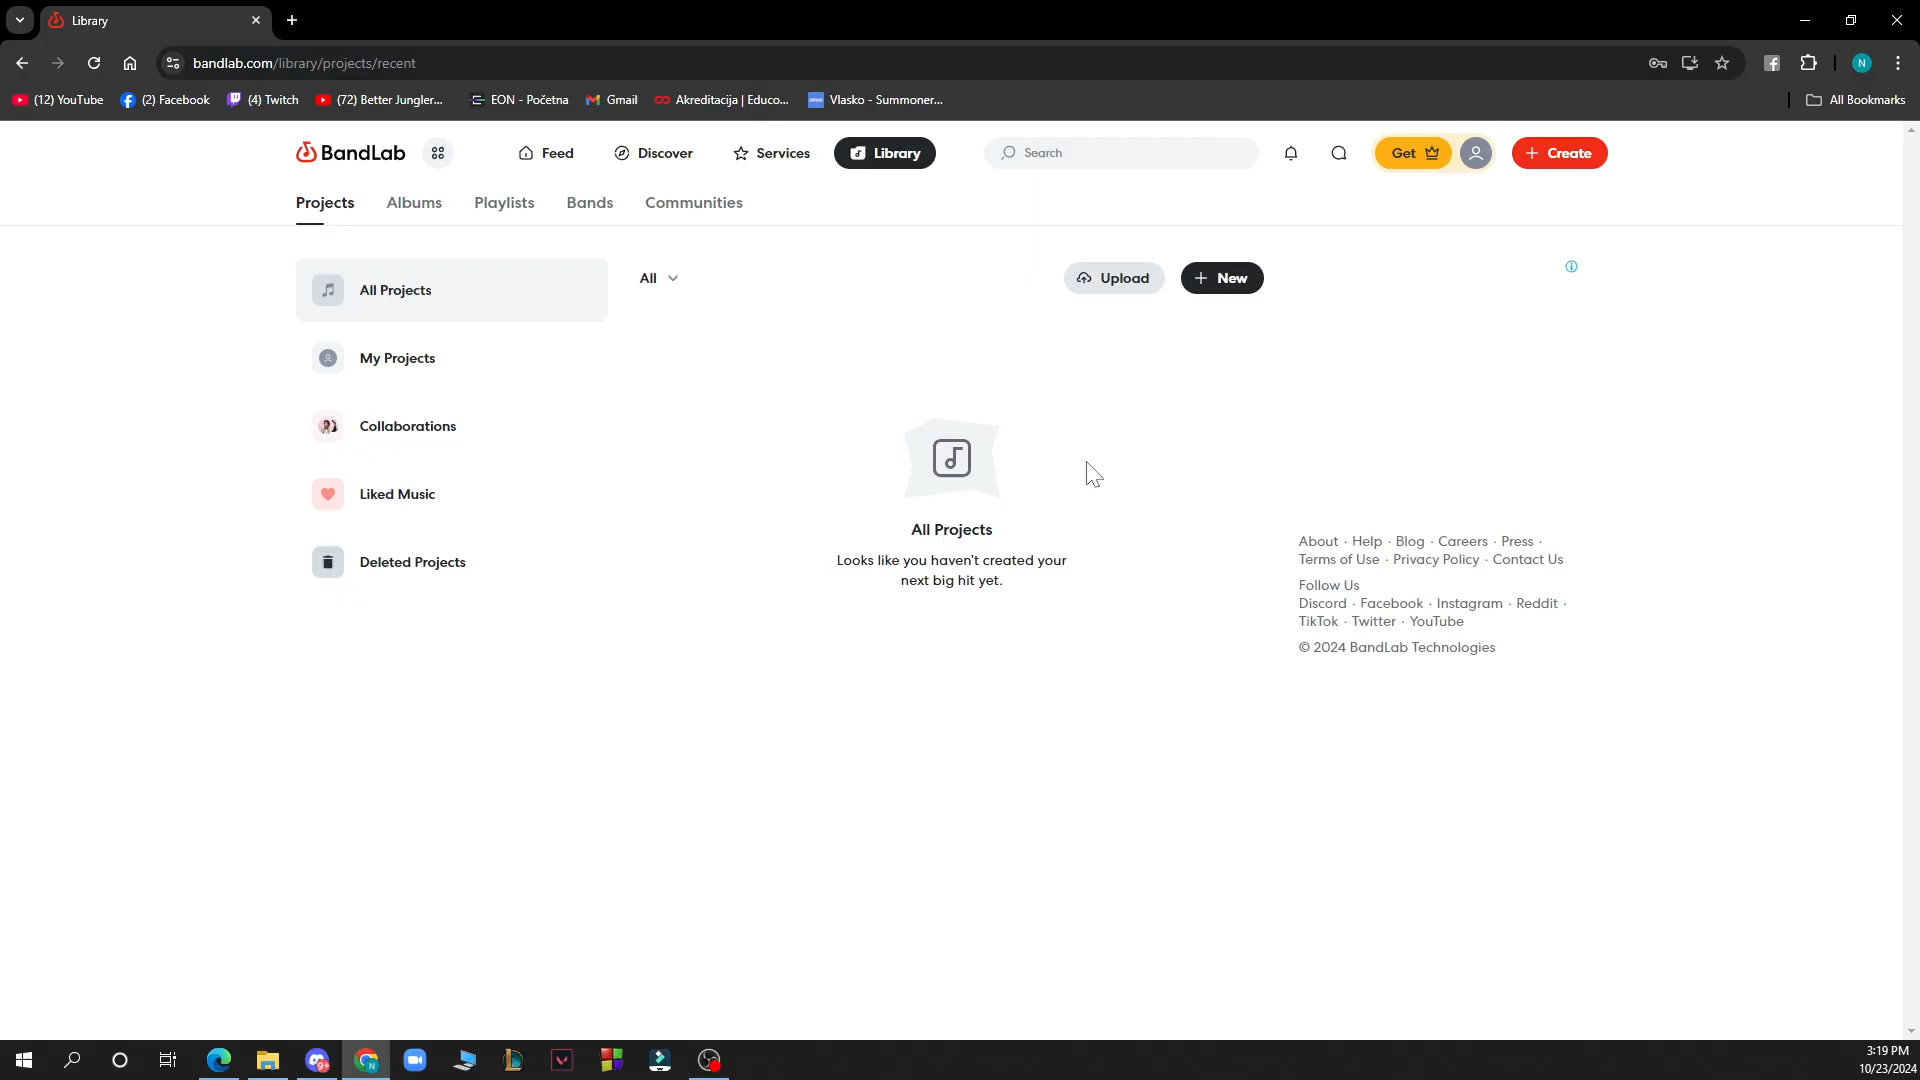 Library
bandlab.com/library/projects/recent
(12) YouTube
(2) Facebook
(4) Twitch
(72) Better Jungler...
EON - Početna
Gmail
Akreditacija | Educo...
Vlasko - Summoner...
All Bookmarks
BandLab
Feed
Discover
Services
Library
Search
Get
Create
Projects
Albums
Playlists
Bands
Communities
All Projects
My Projects
Collaborations
Liked Music
Deleted Projects
All
Upload
New
All Projects
Looks like you haven't created your
next big hit yet.
About · Help · Blog · Careers · Press ·
Terms of Use · Privacy Policy · Contact Us
Follow Us
Discord · Facebook · Instagram · Reddit ·
TikTok · Twitter · YouTube
© 2024 BandLab Technologies
N
N
9+
3:19 PM
10/23/2024